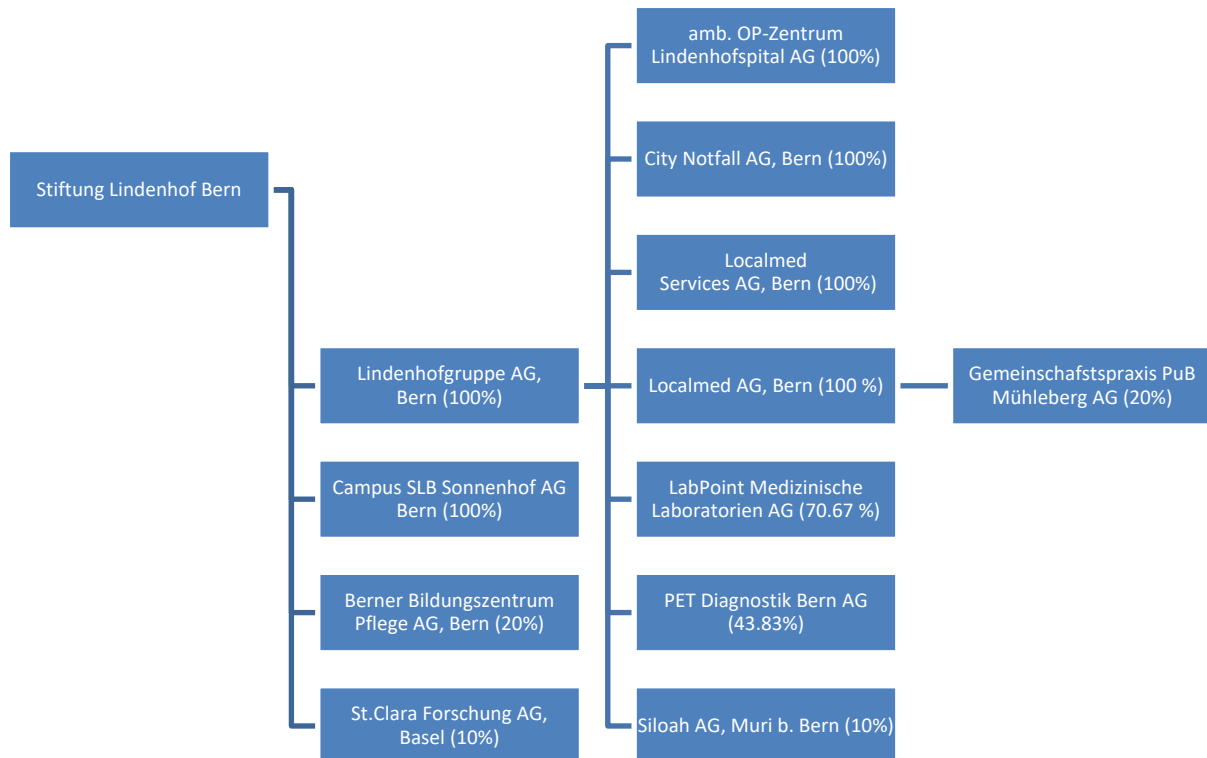 Stiftung Lindenhof Bern
Lindenhofgruppe AG,
Bern (100%)
Campus SLB Sonnenhof AG
Bern (100%)
Berner Bildungszentrum
Pflege AG, Bern (20%)
St.Clara Forschung AG,
Basel (10%)
amb. OP-Zentrum
Lindenhofspital AG (100%)
City Notfall AG, Bern (100%)
Localmed
Services AG, Bern (100%)
Localmed AG, Bern (100 %)
LabPoint Medizinische
Laboratorien AG (70.67 %)
PET Diagnostik Bern AG
(43.83%)
Siloah AG, Muri b. Bern (10%)
Gemeinschafstspraxis PuB
Mühleberg AG (20%)